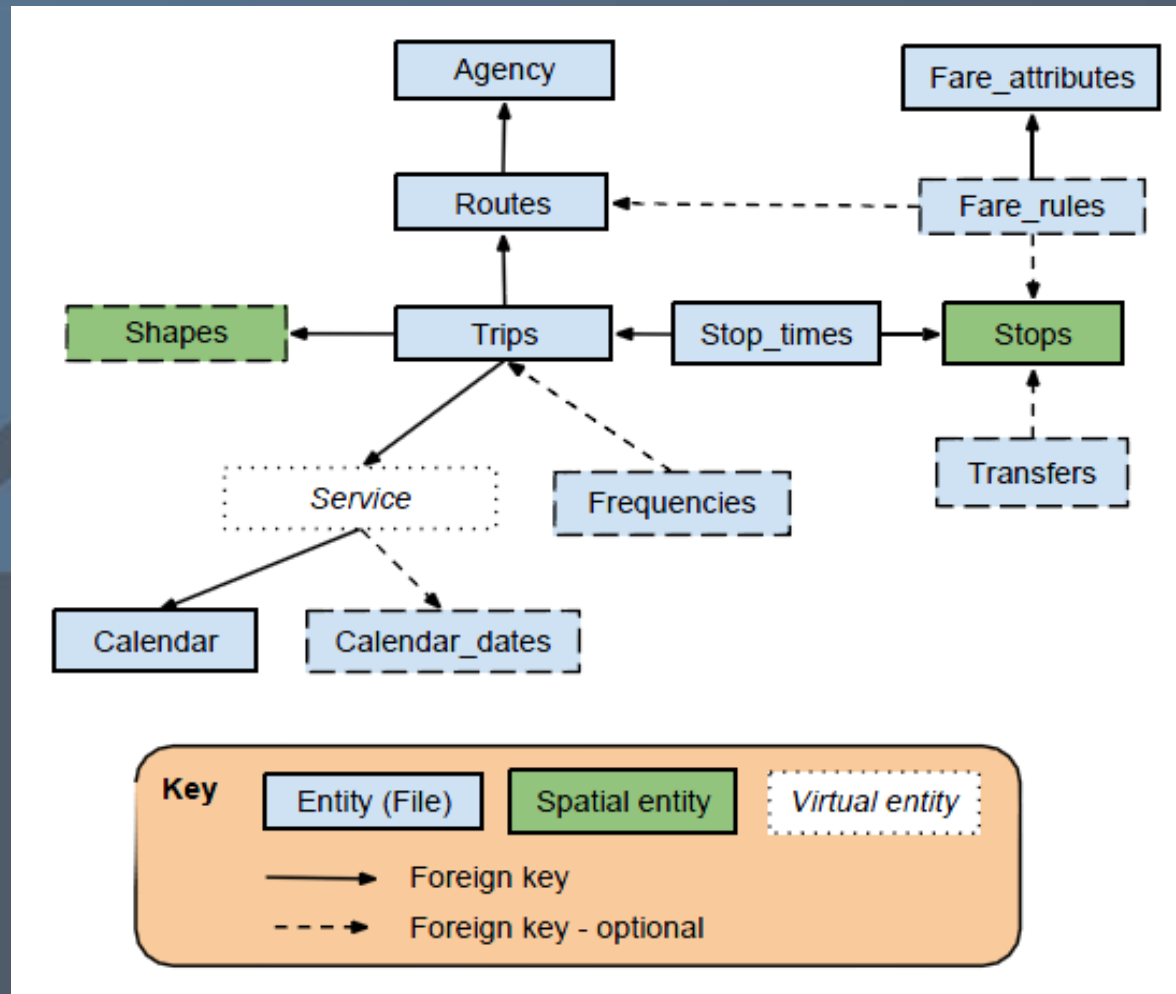 Agency
Fare_attributes
Routes
Fare_rules
Shapes
Trips
Stop_times
Stops
Service
Frequencies
Transfers
Calendar
Calendar_dates
Key
Entity (File)
Spatial entity
Virtual entity
Foreign key
Foreign key - optional